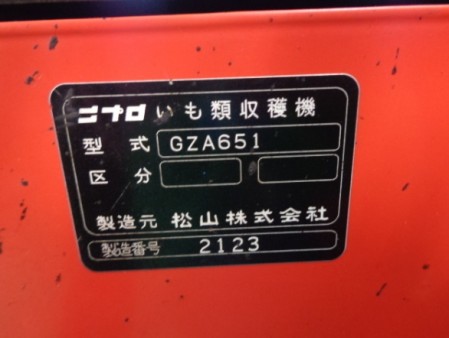 ニプロ いも類収穫機
型式 GZA651
区分
製造元 松山株式会社
製造番号 2123